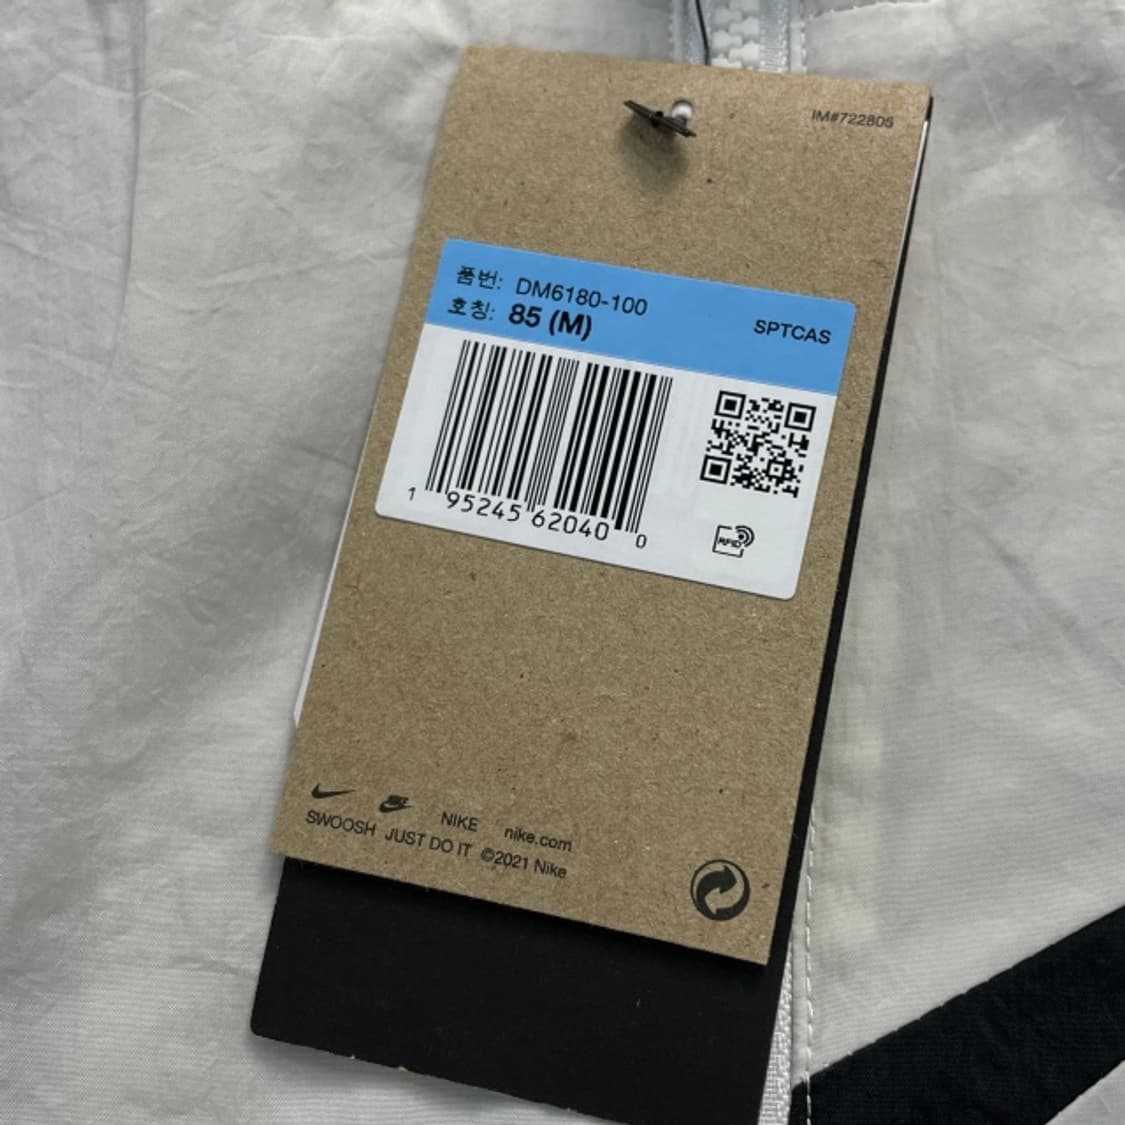 IM#722805
품번: DM6180-100
호칭: 85 (M)
SPTCAS
1 95245 62040 0
RFID
NIKE nike.com
SWOOSH JUST DO IT ©2021 Nike